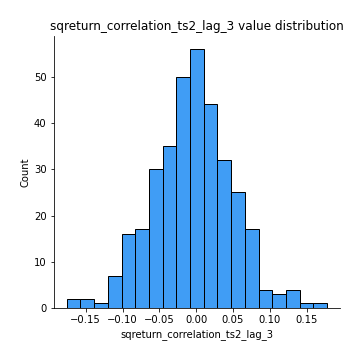 sqreturn_correlation_ts2_lag_3 value distribution
50
40
30
20
10
0
Count
−0.15 −0.10 −0.05 0.00 0.05 0.10 0.15
sqreturn_correlation_ts2_lag_3